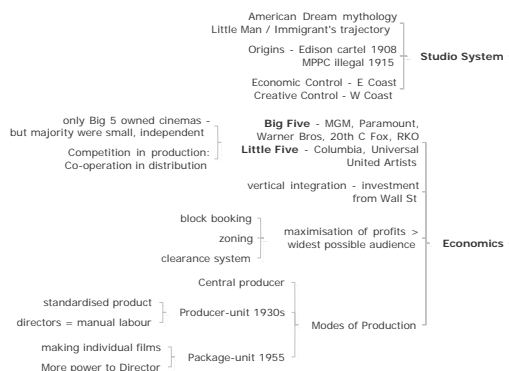 American Dream mythology
Little Man / Immigrant's trajectory
Origins - Edison cartel 1908
MPPC illegal 1915
Studio System
Economic Control - E Coast
Creative Control - W Coast
only Big 5 owned cinemas -
but majority were small, independent
Competition in production:
Co-operation in distribution
Big Five - MGM, Paramount,
Warner Bros, 20th C Fox, RKO
Little Five - Columbia, Universal
United Artists
vertical integration - investment
from Wall St
block booking
zoning
clearance system
maximisation of profits >
widest possible audience
Economics
Central producer
standardised product
directors = manual labour
Producer-unit 1930s
Modes of Production
making individual films
More power to Director
Package-unit 1955